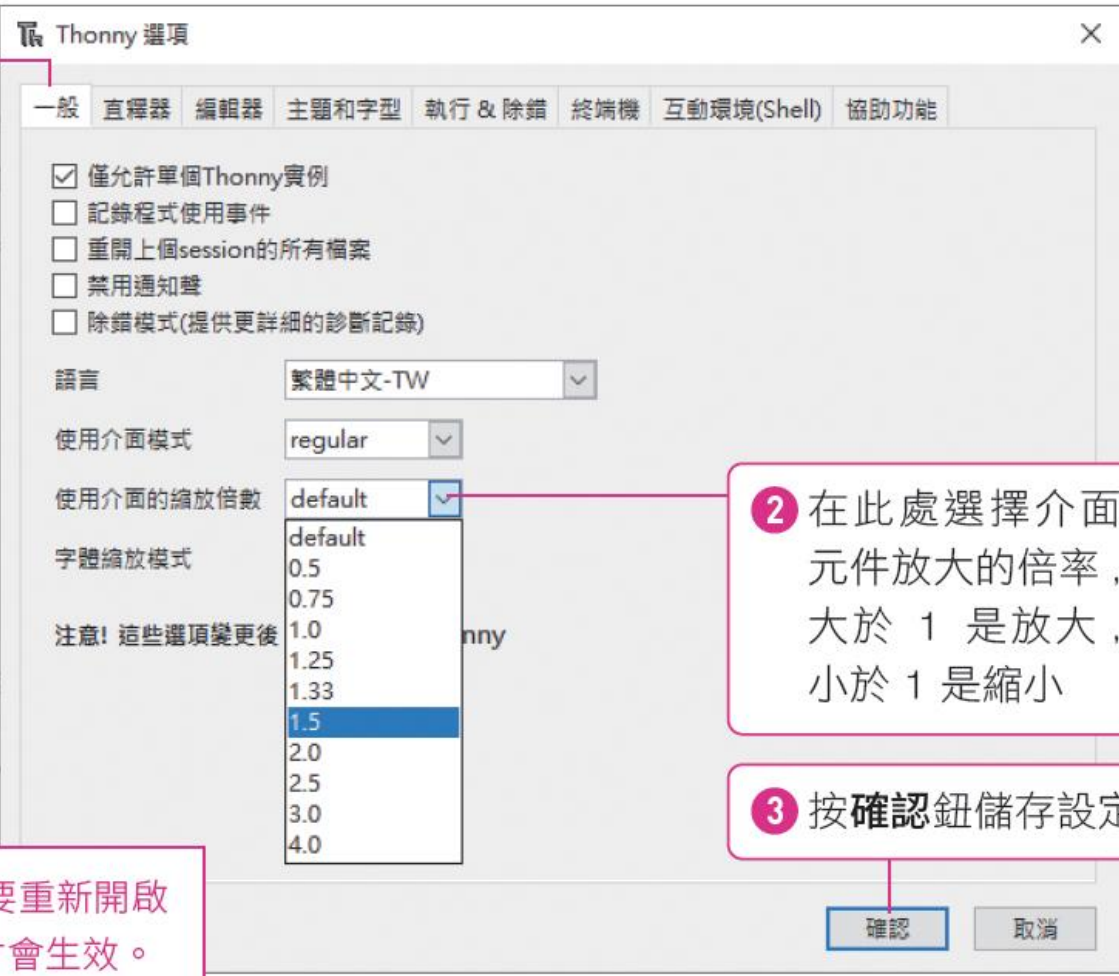 Thonny 選項
一般 直譯器 編輯器 主題和字型 執行 & 除錯 終端機 互動環境(Shell) 協助功能
僅允許單個Thonny實例
記錄程式使用事件
重開上個session的所有檔案
禁用通知聲
除錯模式(提供更詳細的診斷記錄)
語言 繁體中文-TW
使用介面模式 regular
使用介面的縮放倍數 default
字體縮放模式
default
0.5
0.75
1.0
1.25
1.33
1.5
2.0
2.5
3.0
4.0
注意! 這些選項變更後 nny
2 在此處選擇介面
元件放大的倍率，
大於 1 是放大，
小於 1 是縮小
3 按確認鈕儲存設定
要重新開啟
才會生效。
確認 取消